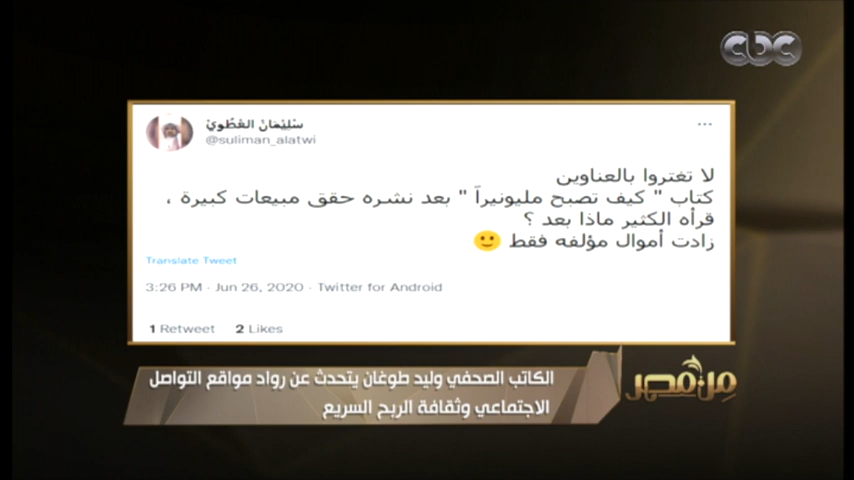 cbc
سليمان العطوي
@suliman_alatwi
...
لا تغتروا بالعناوين
كتاب " كيف تصبح مليونيراً " بعد نشره حقق مبيعات كبيرة ،
قرأه الكثير ماذا بعد ؟
زادت أموال مؤلفه فقط 🙂
Translate Tweet
3:26 PM · Jun 26, 2020 · Twitter for Android
1 Retweet 2 Likes
من مصر
الكاتب الصحفي وليد طوغان يتحدث عن رواد مواقع التواصل
الاجتماعي وثقافة الربح السريع